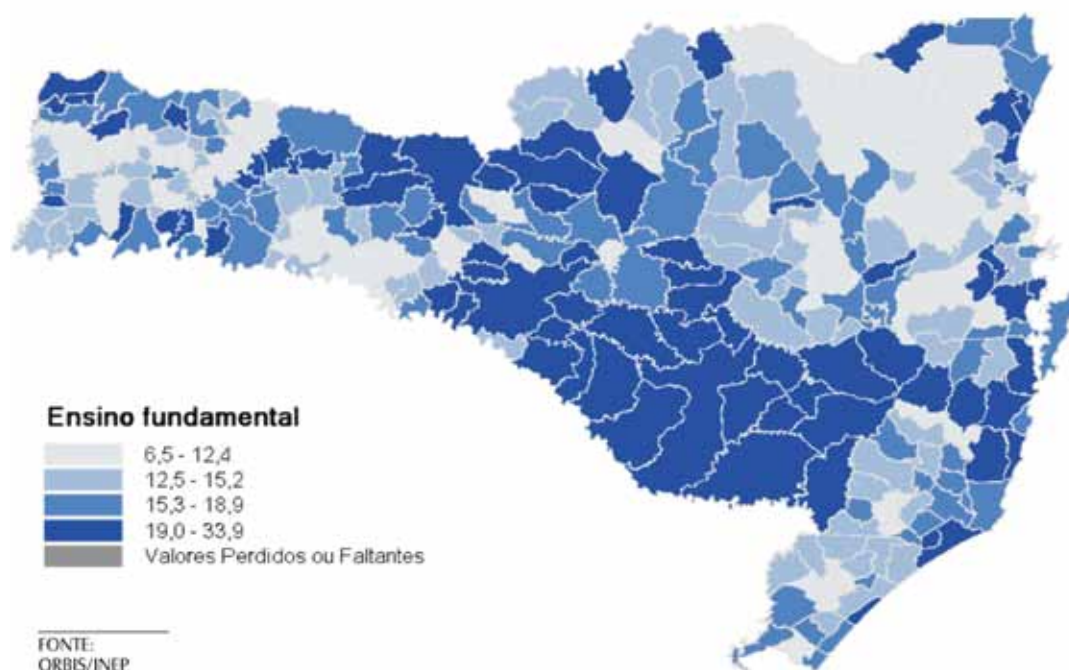 Ensino fundamental
6,5 - 12,4
12,5 - 15,2
15,3 - 18,9
19,0 - 33,9
Valores Perdidos ou Faltantes
FONTE:
ORBIS/INEP